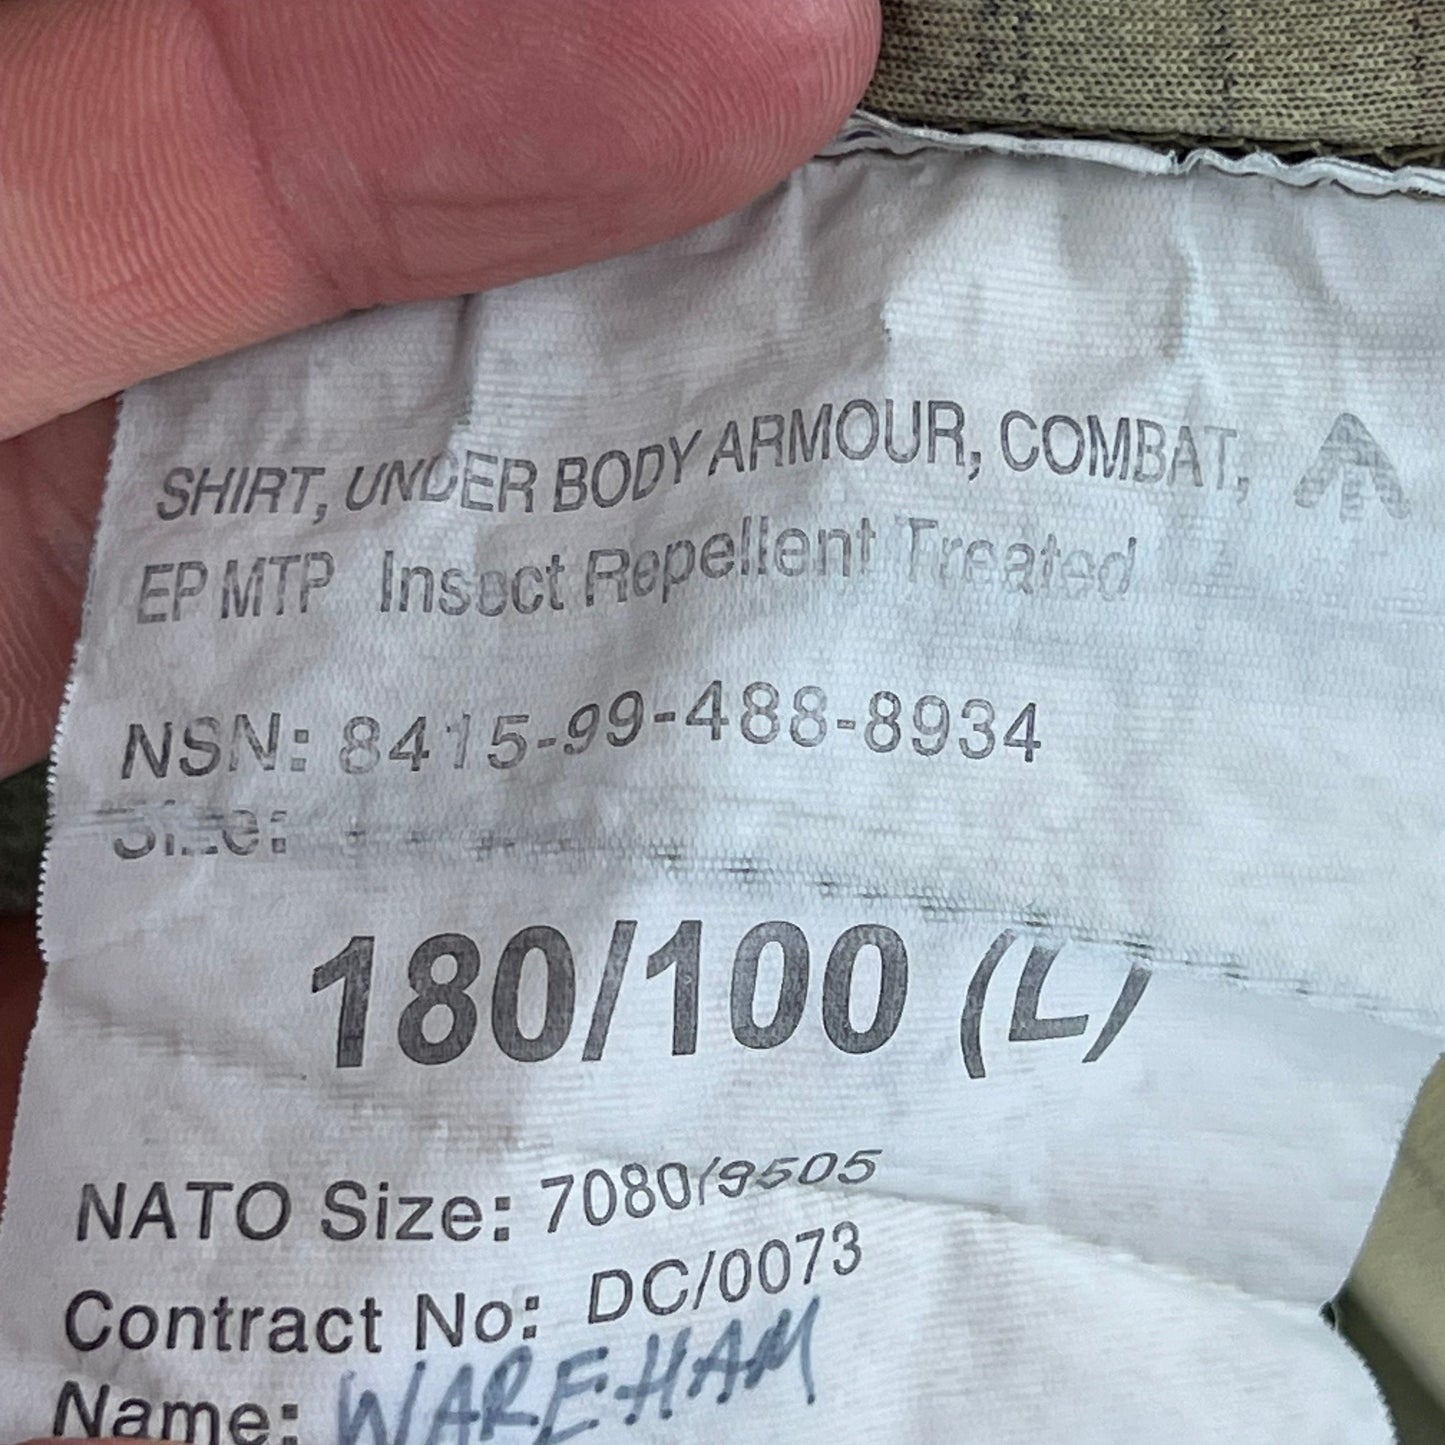 SHIRT, UNDER BODY ARMOUR, COMBAT,
EP MTP Insect Repellent Treated
NSN: 8415-99-488-8934
Size:
180/100 (L)
NATO Size: 7080/9505
Contract No: DC/0073
Name: WAREHAM